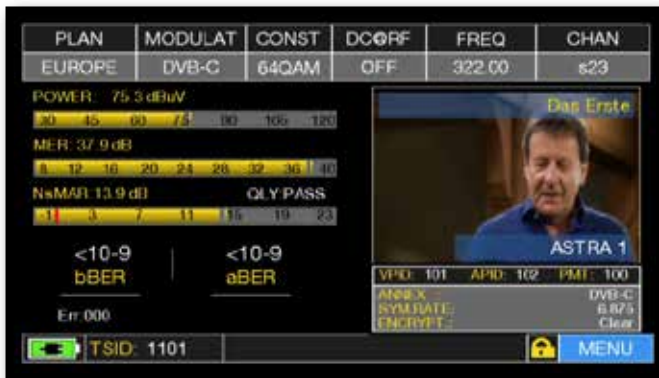 PLAN MODULAT CONST DC@RF FREQ CHAN
EUROPE DVB-C 64QAM OFF 322.00 s23
POWER: 75.3 dBuV
30 45 60 75 90 105 120
MER: 37.9 dB
8 12 16 20 24 28 32 36 40
NsMAR:13.9 dB QLY:PASS
-1 3 7 11 15 19 23
<10-9 <10-9
bBER aBER
Err:000
Das Erste
ASTRA 1
VPID: 101 APID: 102 PMT: 100
ANNEX : DVB-C
SYM.RATE: 6.875
ENCRYPT.: Clear
TSID: 1101 MENU